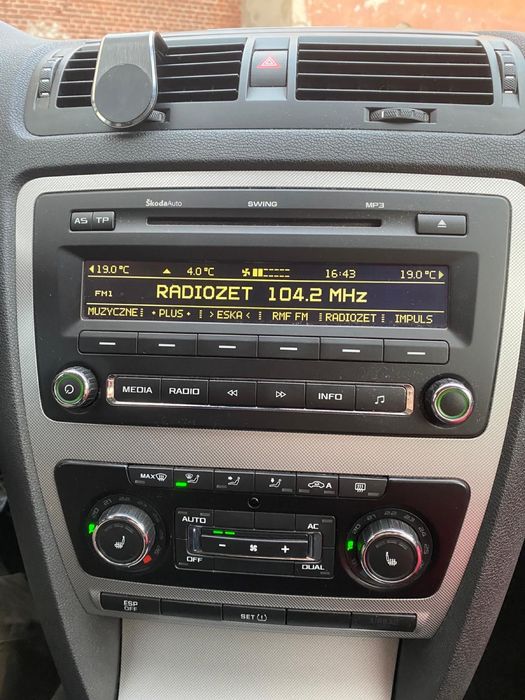 ŠkodaAuto SWING MP3
AS TP
19.0 °C 4.0 °C 16:43 19.0 °C
FM1 RADIOZET 104.2 MHz
MUZYCZNE PLUS ESKA RMF FM RADIOZET IMPULS
MEDIA RADIO INFO
MAX A
AUTO AC
OFF DUAL
ESP OFF SET